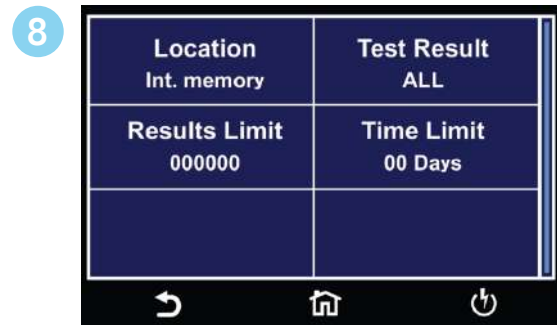 8
Location
Int. memory
Test Result
ALL
Results Limit
000000
Time Limit
00 Days